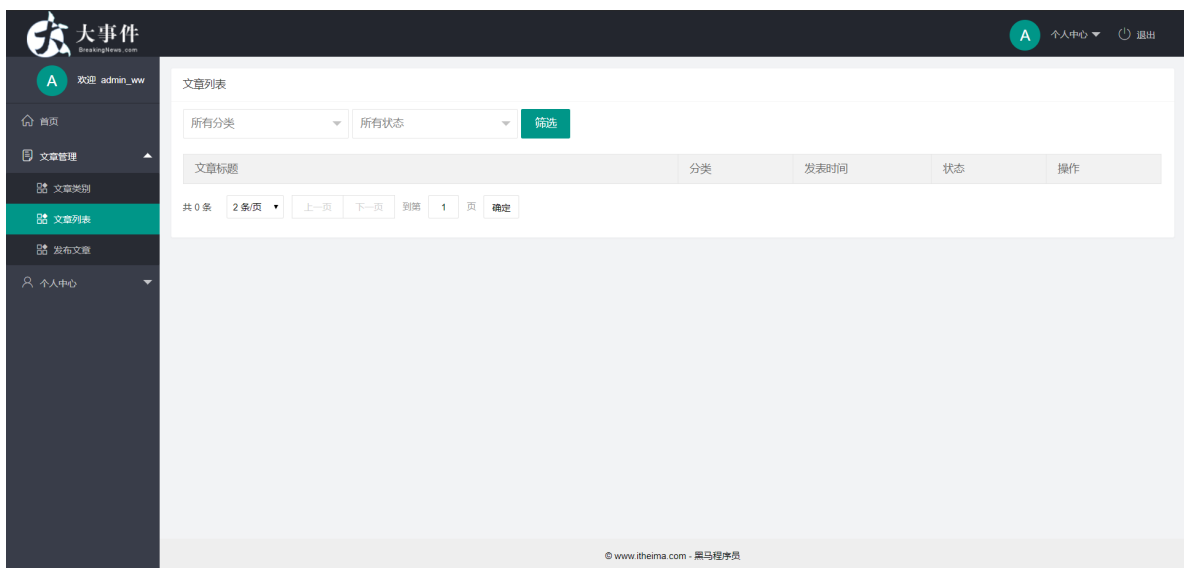 大事件
BreakingNews.com
A 个人中心 退出
A 欢迎 admin_ww
首页
文章管理
文章类别
文章列表
发布文章
个人中心
文章列表
所有分类 所有状态 筛选
文章标题 分类 发表时间 状态 操作
共 0 条 2 条/页 上一页 下一页 到第 1 页 确定
© www.itheima.com - 黑马程序员